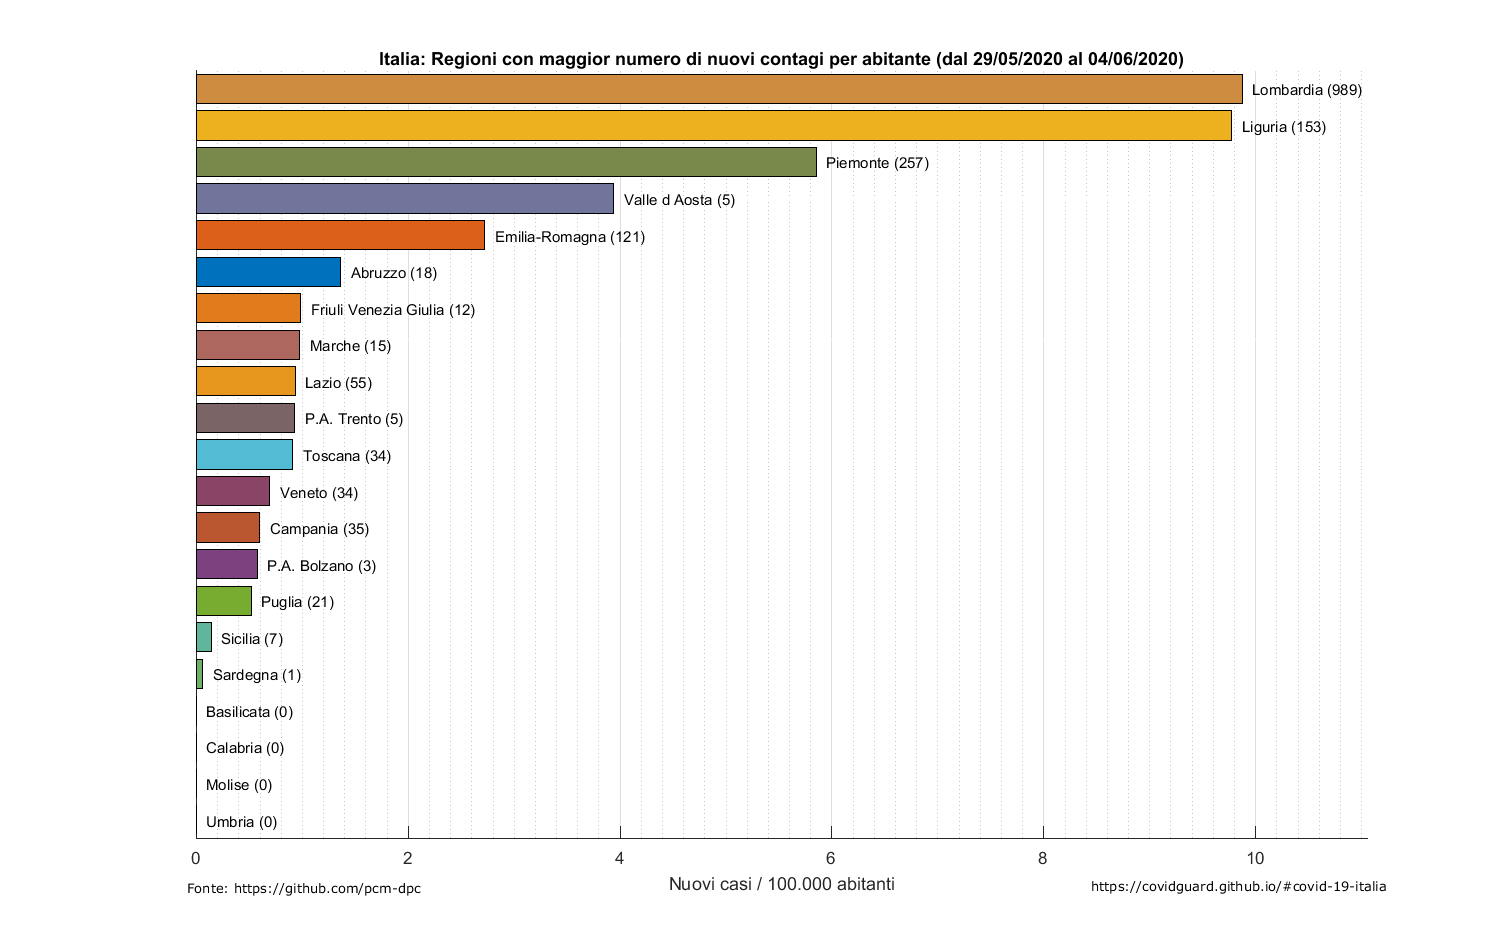 Italia: Regioni con maggior numero di nuovi contagi per abitante (dal 29/05/2020 al 04/06/2020)
Lombardia (989)
Liguria (153)
Piemonte (257)
Valle d Aosta (5)
Emilia-Romagna (121)
Abruzzo (18)
Friuli Venezia Giulia (12)
Marche (15)
Lazio (55)
P.A. Trento (5)
Toscana (34)
Veneto (34)
Campania (35)
P.A. Bolzano (3)
Puglia (21)
Sicilia (7)
Sardegna (1)
Basilicata (0)
Calabria (0)
Molise (0)
Umbria (0)
0 2 4 6 8 10
Nuovi casi / 100.000 abitanti
Fonte: https://github.com/pcm-dpc
https://covidguard.github.io/#covid-19-italia